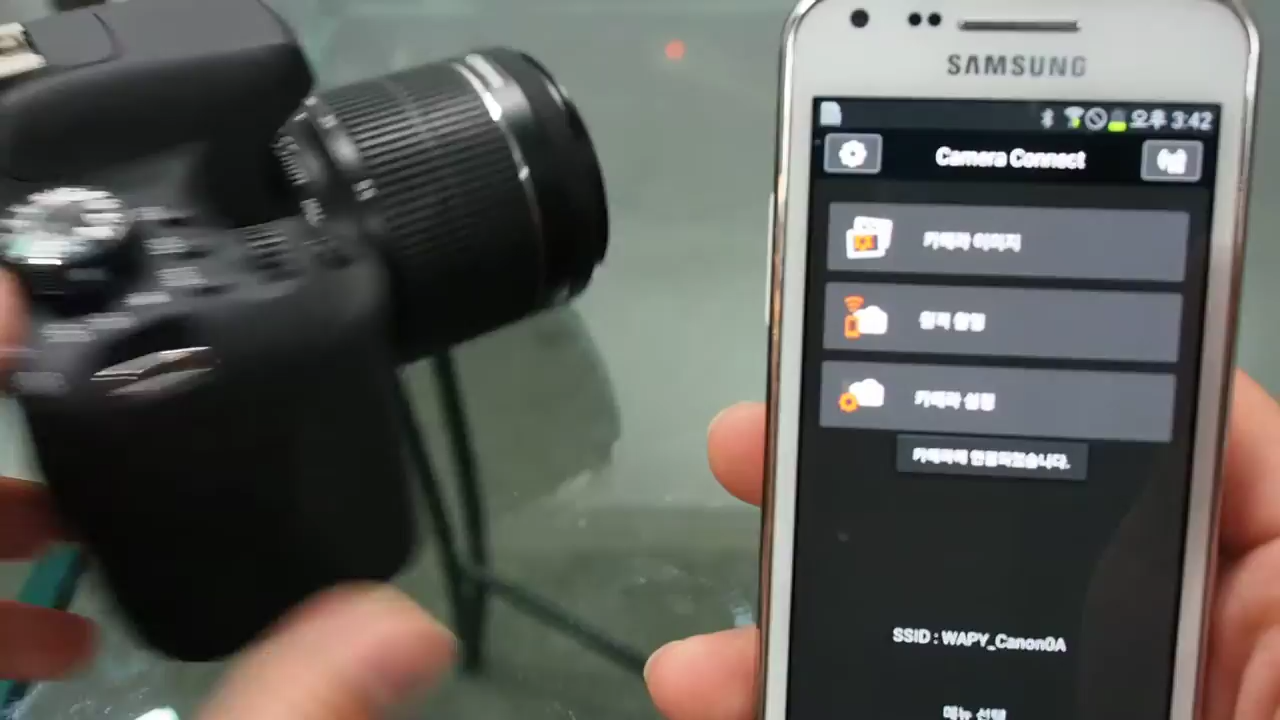 SAMSUNG
오후 3:42
Camera Connect
카메라 이미지
원격 촬영
카메라 설정
카메라에 연결되었습니다.
SSID : WAPY_Canon0A
메뉴 선택